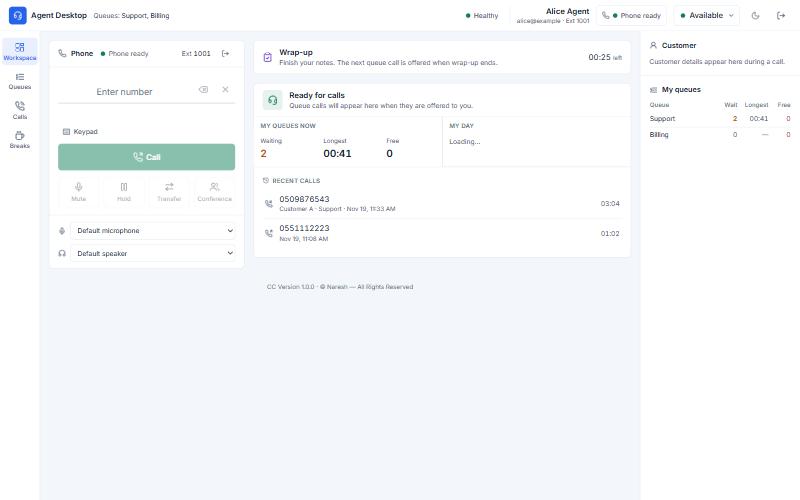 Agent Desktop
Queues: Support, Billing
Healthy
Alice Agent
alice@example · Ext 1001
Phone ready
Available
Workspace
Queues
Calls
Breaks
Phone
Phone ready
Ext 1001
Enter number
Keypad
Call
Mute
Hold
Transfer
Conference
Default microphone
Default speaker
Wrap-up
Finish your notes. The next queue call is offered when wrap-up ends.
00:25 left
Ready for calls
Queue calls will appear here when they are offered to you.
MY QUEUES NOW
Waiting Longest Free
2 00:41 0
MY DAY
Loading...
RECENT CALLS
0509876543
Customer A · Support · Nov 19, 11:33 AM
03:04
0551112223
Nov 19, 11:08 AM
01:02
CC Version 1.0.0 · © Naresh — All Rights Reserved
Customer
Customer details appear here during a call.
My queues
Queue Wait Longest Free
Support 2 00:41 0
Billing 0 — 0